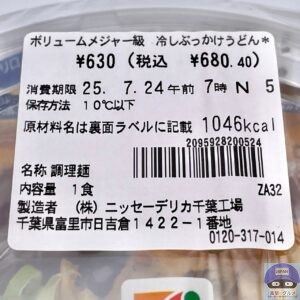 ボリュームメジャー級 冷しぶっかけうどん*
¥630 (税込 ¥680.40)
消費期限 25. 7.24午前 7時 N 5
保存方法 10℃以下
原材料名は裏面ラベルに記載 1046kcal
2095928200524
名称 調理麺
内容量 1食 ZA32
製造者 (株) ニッセーデリカ千葉工場
千葉県富里市日吉倉1422-1番地
0120-317-014